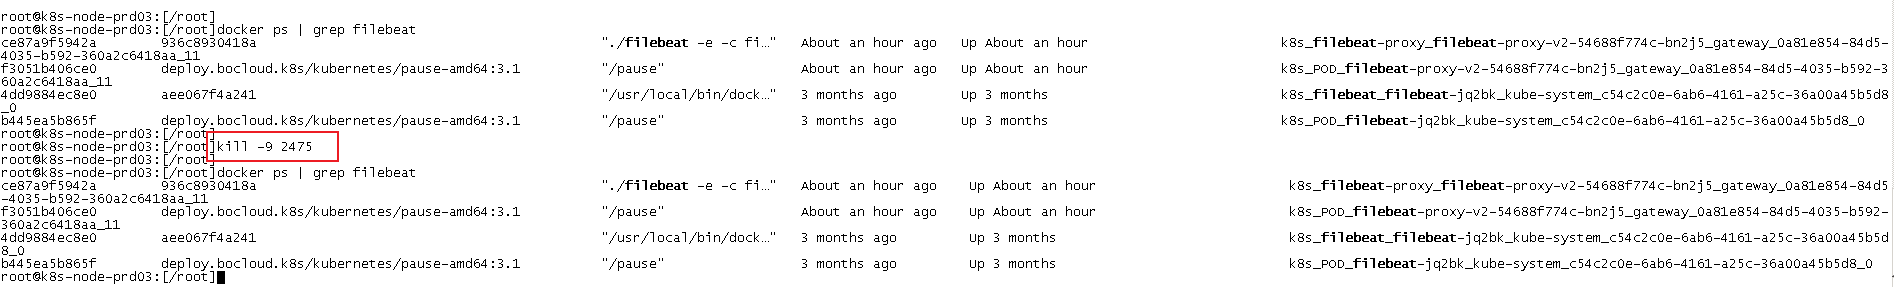 root@k8s-node-prd03:[/root]
root@k8s-node-prd03:[/root]docker ps | grep filebeat
ce87a9f5942a        936c8930418a                                           "./filebeat -e -c fi…"   About an hour ago   Up About an hour                        k8s_filebeat-proxy_filebeat-proxy-v2-54688f774c-bn2j5_gateway_0a81e854-84d5-
4035-b592-360a2c6418aa_11
f3051b406ce0        deploy.bocloud.k8s/kubernetes/pause-amd64:3.1          "/pause"                 About an hour ago   Up About an hour                        k8s_POD_filebeat-proxy-v2-54688f774c-bn2j5_gateway_0a81e854-84d5-4035-b592-3
60a2c6418aa_11
4dd9884ec8e0        aee067f4a241                                           "/usr/local/bin/dock…"   3 months ago        Up 3 months                             k8s_filebeat_filebeat-jq2bk_kube-system_c54c2c0e-6ab6-4161-a25c-36a00a45b5d8
_0
b445ea5b865f        deploy.bocloud.k8s/kubernetes/pause-amd64:3.1          "/pause"                 3 months ago        Up 3 months                             k8s_POD_filebeat-jq2bk_kube-system_c54c2c0e-6ab6-4161-a25c-36a00a45b5d8_0
root@k8s-node-prd03:[/root]
root@k8s-node-prd03:[/root]kill -9 2475
root@k8s-node-prd03:[/root]
root@k8s-node-prd03:[/root]docker ps | grep filebeat
ce87a9f5942a        936c8930418a                                           "./filebeat -e -c fi…"   About an hour ago    Up About an hour                        k8s_filebeat-proxy_filebeat-proxy-v2-54688f774c-bn2j5_gateway_0a81e854-84d5
-4035-b592-360a2c6418aa_11
f3051b406ce0        deploy.bocloud.k8s/kubernetes/pause-amd64:3.1          "/pause"                 About an hour ago    Up About an hour                        k8s_POD_filebeat-proxy-v2-54688f774c-bn2j5_gateway_0a81e854-84d5-4035-b592-
360a2c6418aa_11
4dd9884ec8e0        aee067f4a241                                           "/usr/local/bin/dock…"   3 months ago         Up 3 months                             k8s_filebeat_filebeat-jq2bk_kube-system_c54c2c0e-6ab6-4161-a25c-36a00a45b5d
8_0
b445ea5b865f        deploy.bocloud.k8s/kubernetes/pause-amd64:3.1          "/pause"                 3 months ago         Up 3 months                             k8s_POD_filebeat-jq2bk_kube-system_c54c2c0e-6ab6-4161-a25c-36a00a45b5d8_0
root@k8s-node-prd03:[/root]